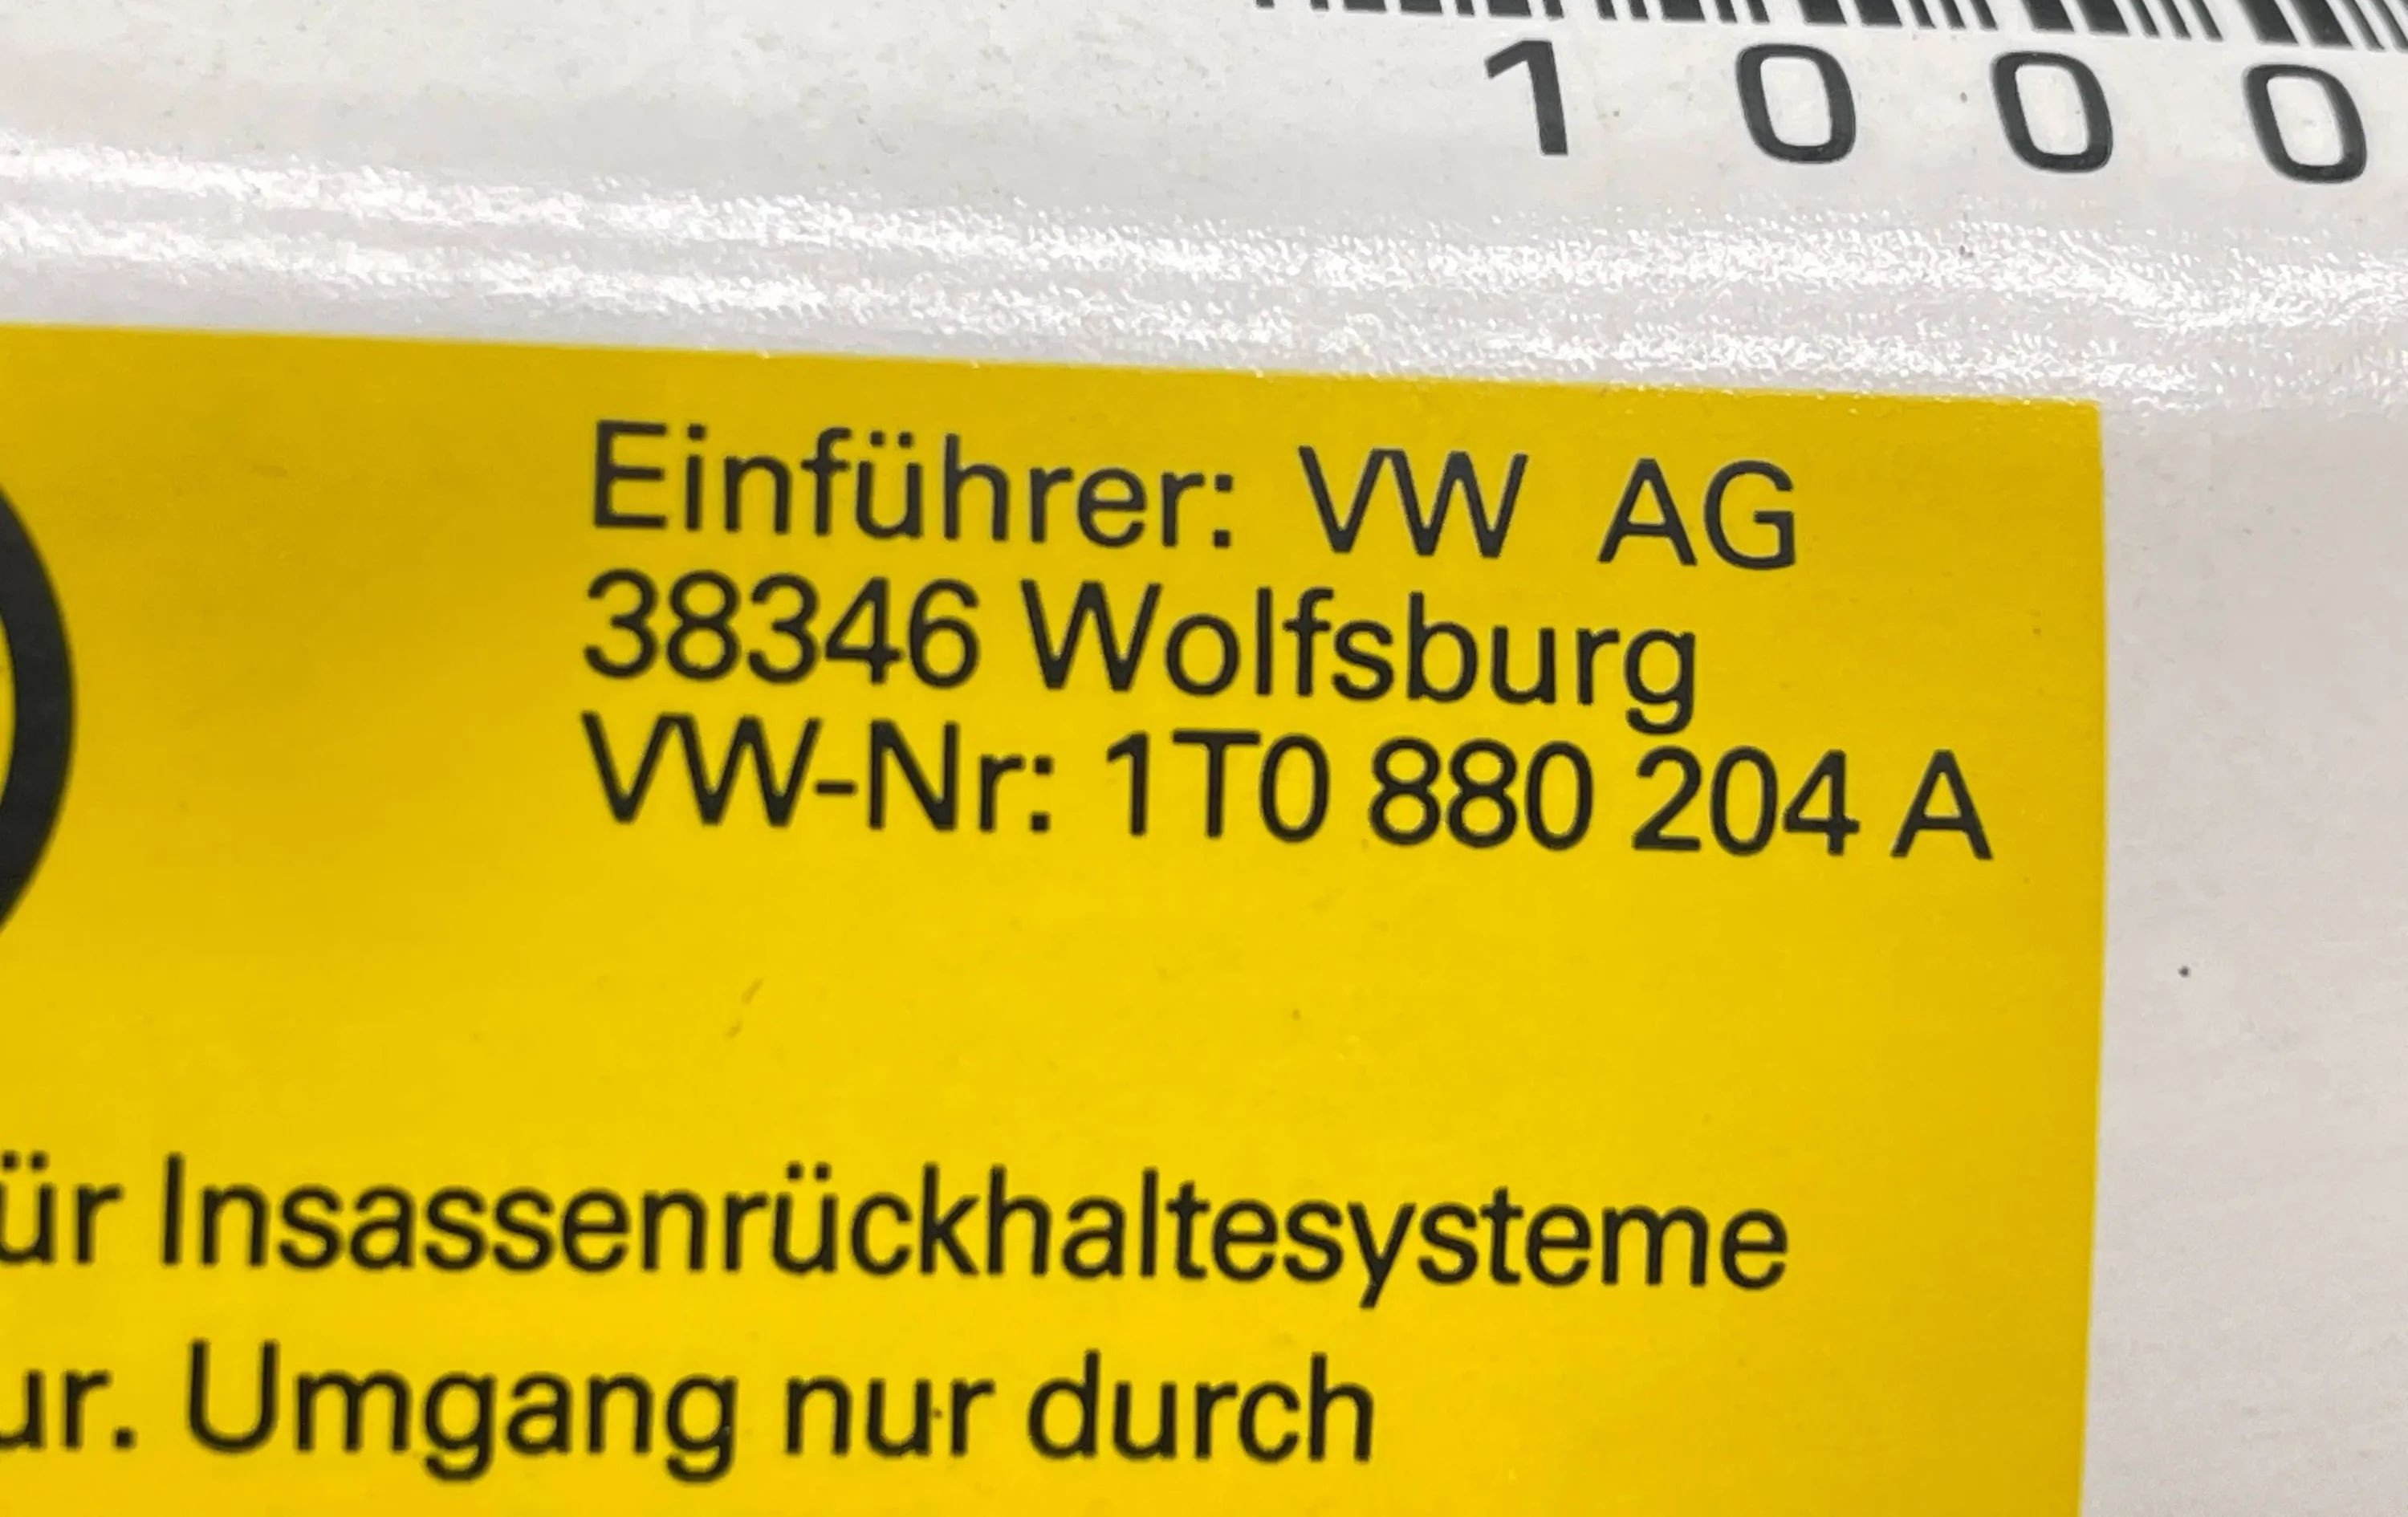 1000
Einführer: VW AG
38346 Wolfsburg
VW-Nr: 1T0 880 204 A
ür Insassenrückhaltesysteme
ur. Umgang nur durch